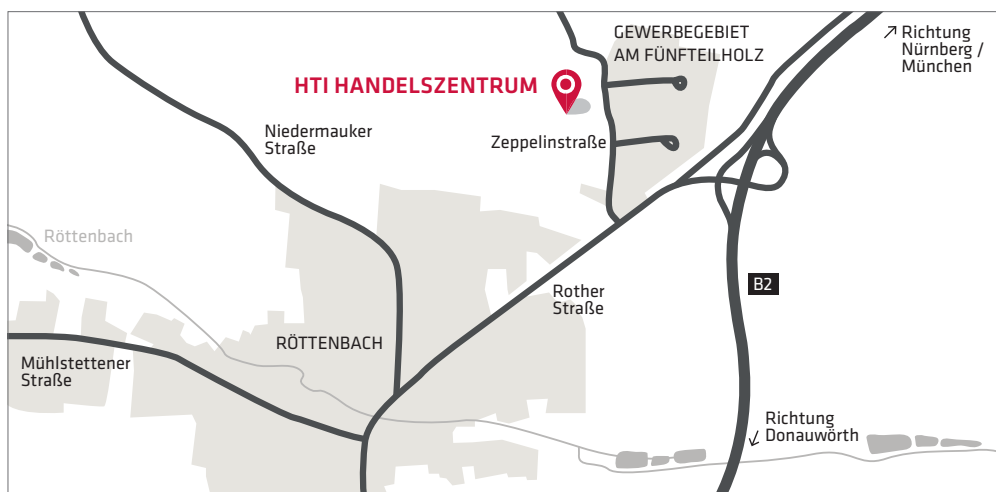 GEWERBEGEBIET
AM FÜNFTEILHOLZ
Richtung
Nürnberg /
München
HTI HANDELSZENTRUM
Niedermauker
Straße
Zeppelinstraße
Röttenbach
B2
Rother
Straße
RÖTTENBACH
Mühlstettener
Straße
Richtung
Donauwörth